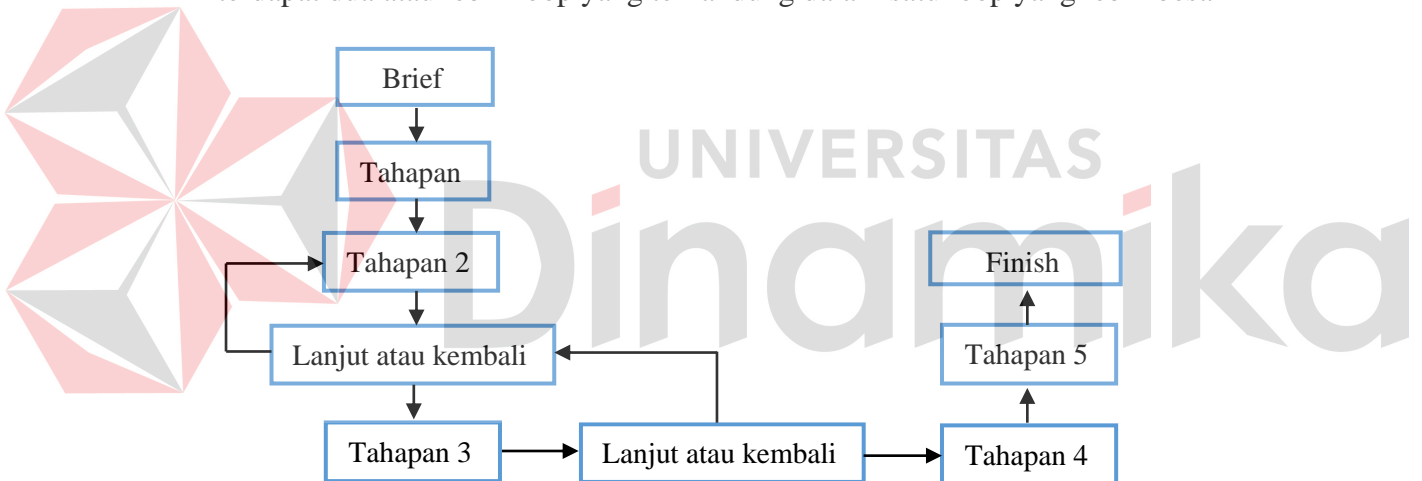 Brief
UNIVERSITAS
Tahapan
Dinamika
Tahapan 2
Finish
Lanjut atau kembali
Tahapan 5
Tahapan 3
Lanjut atau kembali
Tahapan 4